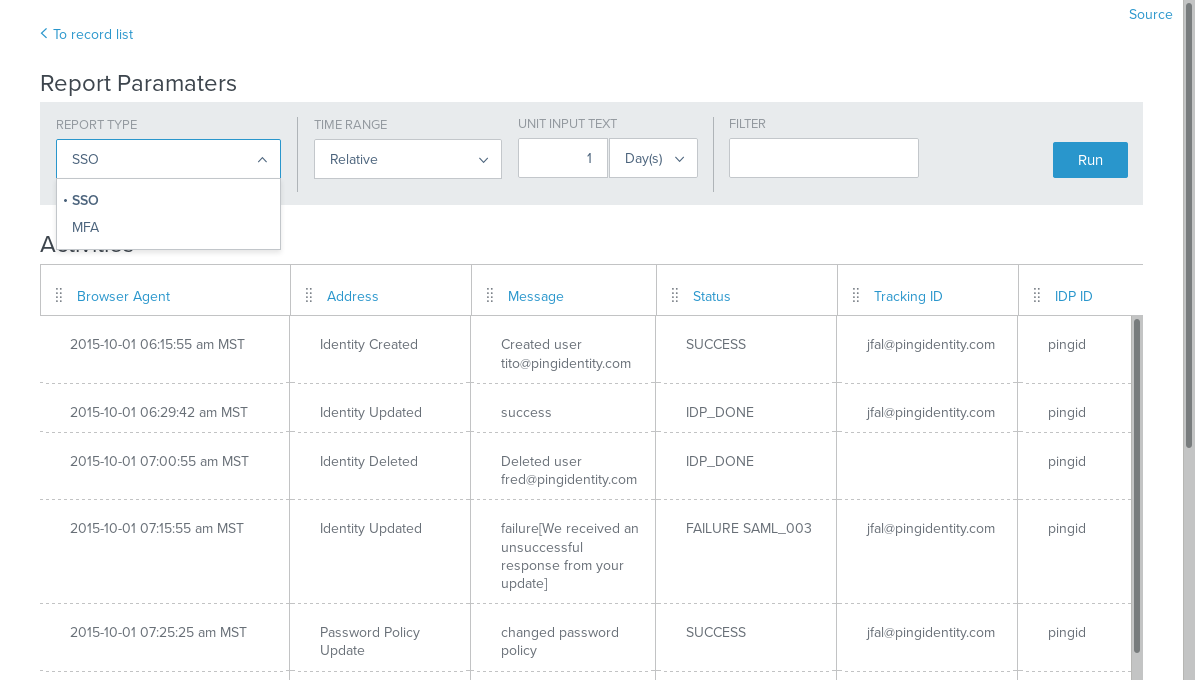 Source
To record list
Report Paramaters
REPORT TYPE TIME RANGE UNIT INPUT TEXT FILTER
SSO Relative 1 Day(s) Run
• SSO
MFA
Activities
Browser Agent Address Message Status Tracking ID IDP ID
2015-10-01 06:15:55 am MST Identity Created Created user SUCCESS jfal@pingidentity.com pingid
tito@pingidentity.com
2015-10-01 06:29:42 am MST Identity Updated success IDP_DONE jfal@pingidentity.com pingid
2015-10-01 07:00:55 am MST Identity Deleted Deleted user IDP_DONE pingid
fred@pingidentity.com
2015-10-01 07:15:55 am MST Identity Updated failure[We received an FAILURE SAML_003 jfal@pingidentity.com pingid
unsuccessful
response from your
update]
2015-10-01 07:25:25 am MST Password Policy changed password SUCCESS jfal@pingidentity.com pingid
Update policy